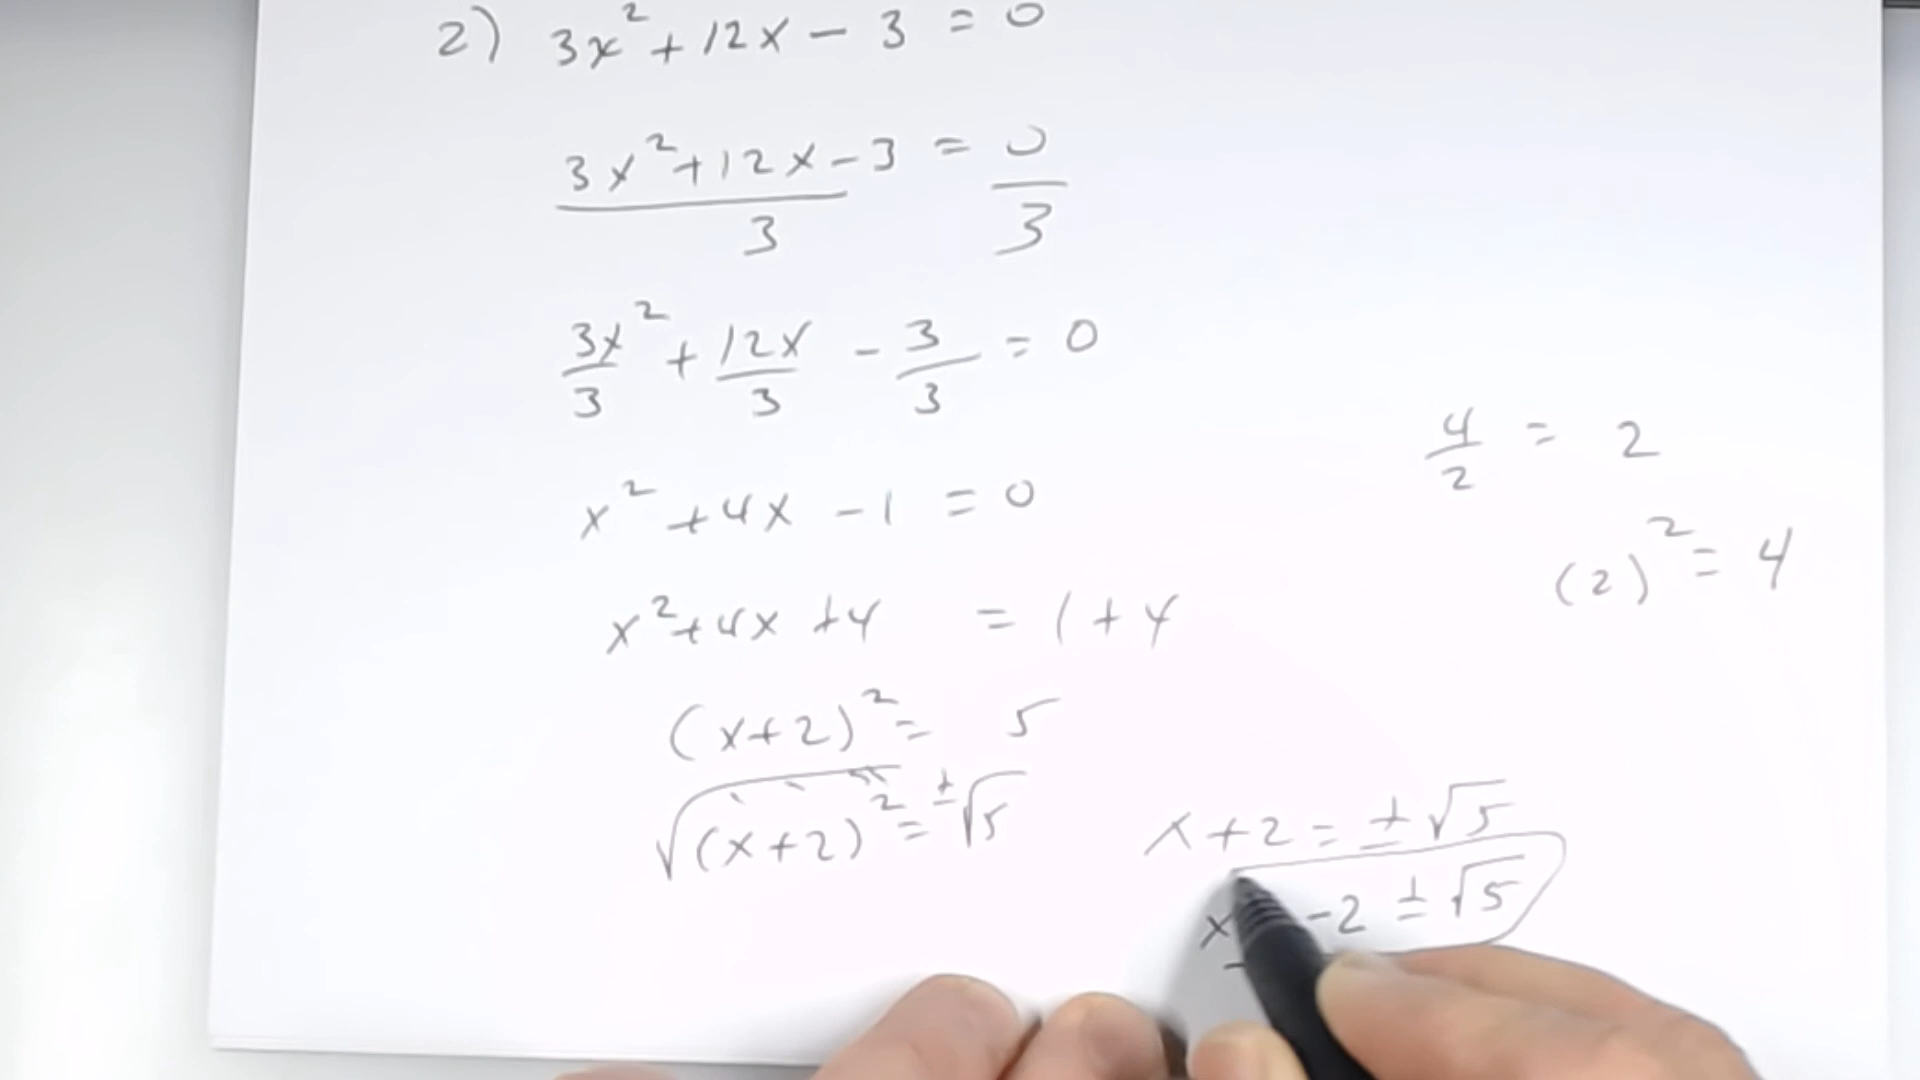 2) 3x² + 12x - 3 = 0
3x² + 12x - 3 = 0
3 3
3x² + 12x - 3 = 0
3 3 3
4 = 2
2
x² + 4x - 1 = 0
(2)² = 4
x² + 4x + 4 = 1 + 4
(x+2)² = 5
√(x+2)² = ±√5
x + 2 = ±√5
x -2 ± √5